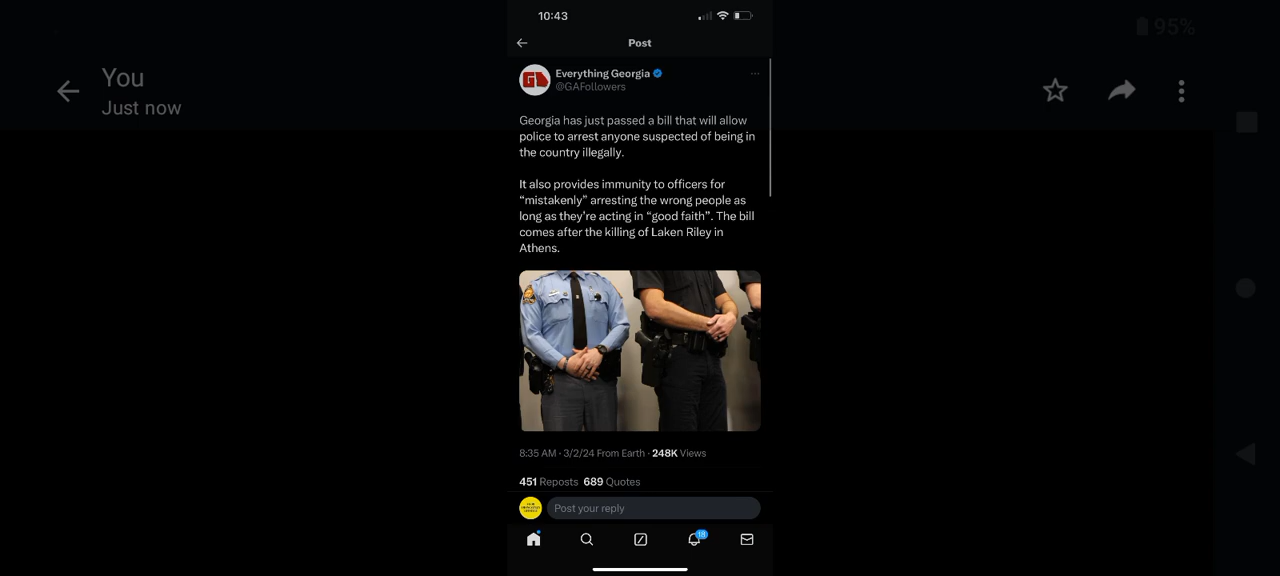 95%
You
Just now
10:43
Post
Everything Georgia
@GAFollowers
Georgia has just passed a bill that will allow
police to arrest anyone suspected of being in
the country illegally.
It also provides immunity to officers for
“mistakenly” arresting the wrong people as
long as they're acting in “good faith”. The bill
comes after the killing of Laken Riley in
Athens.
8:35 AM · 3/2/24 From Earth · 248K Views
451 Reposts 689 Quotes
Post your reply
18